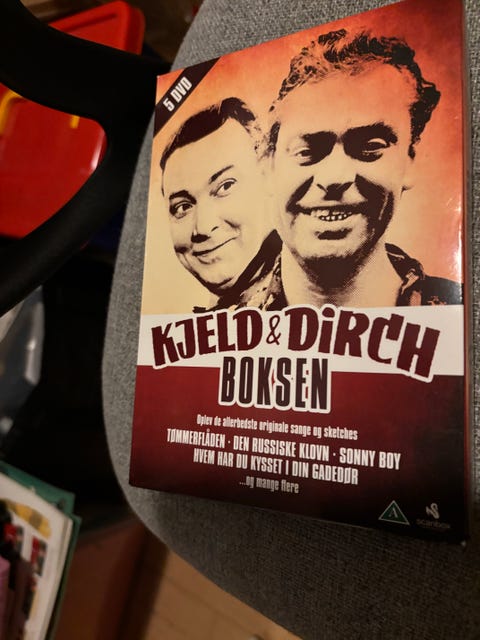 5 DVD
KJELD & DiRCH
BOKSEN
Oplev de allerbedste originale sange og sketches
TØMMERFLÅDEN · DEN RUSSISKE KLOVN · SONNY BOY
HVEM HAR DU KYSSET I DIN GADEDØR
...og mange flere
A
scanbox